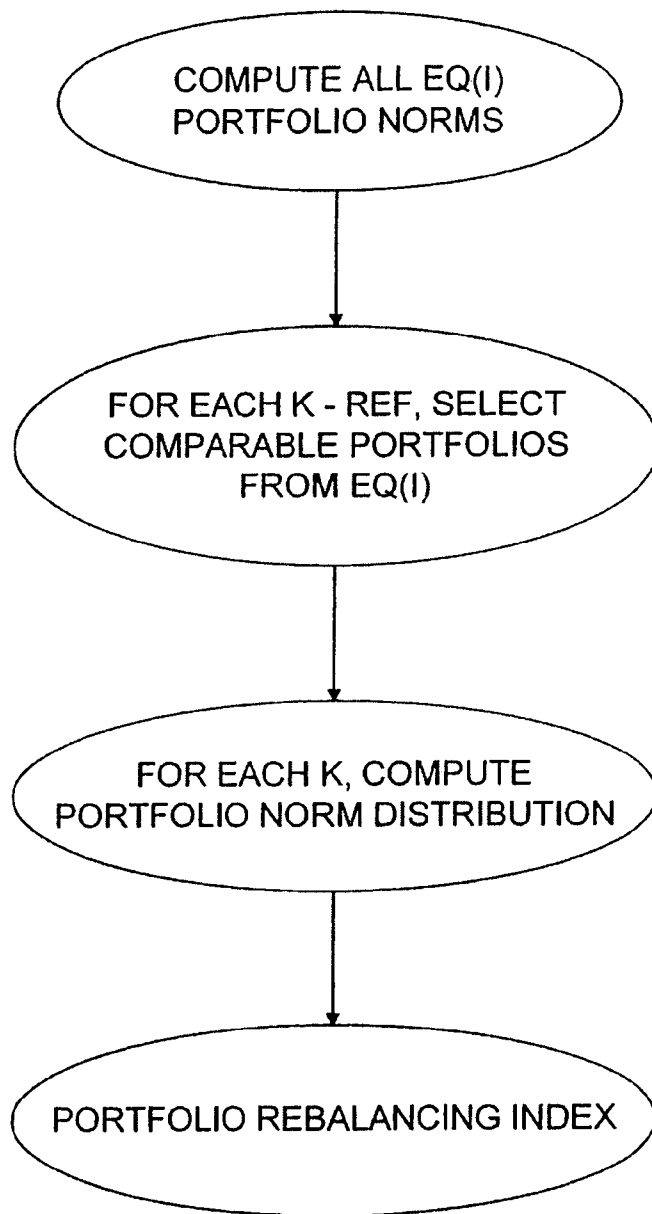 COMPUTE ALL EQ(I)
PORTFOLIO NORMS
FOR EACH K - REF, SELECT
COMPARABLE PORTFOLIOS
FROM EQ(I)
FOR EACH K, COMPUTE
PORTFOLIO NORM DISTRIBUTION
PORTFOLIO REBALANCING INDEX